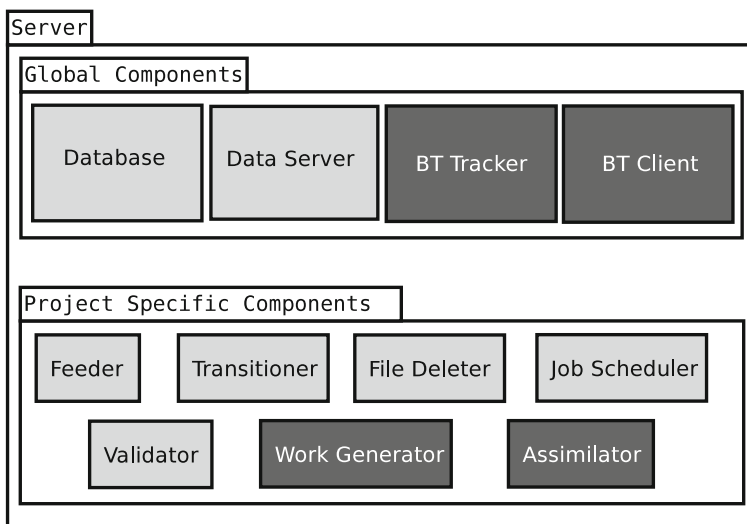 Server
Global Components
Database
Data Server
BT Tracker
BT Client
Project Specific Components
Feeder
Transitioner
File Deleter
Job Scheduler
Validator
Work Generator
Assimilator